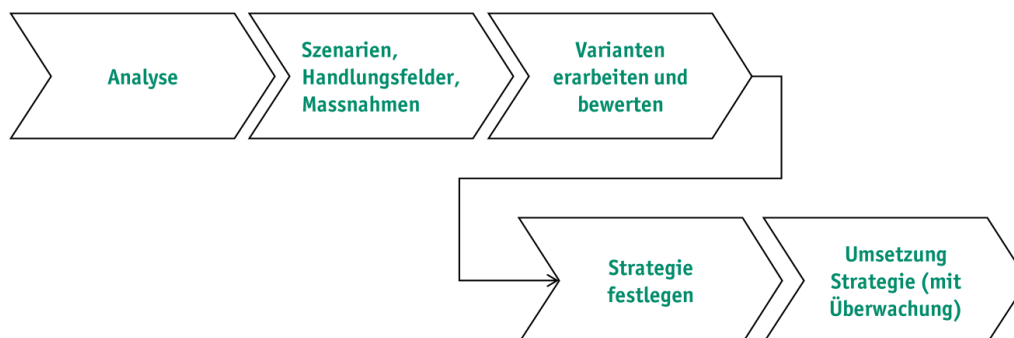 Analyse
Szenarien,
Handlungsfelder,
Massnahmen
Varianten
erarbeiten und
bewerten
Strategie
festlegen
Umsetzung
Strategie (mit
Überwachung)